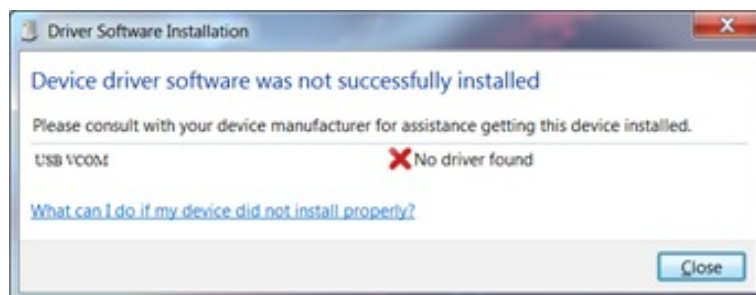 Driver Software Installation
Device driver software was not successfully installed
Please consult with your device manufacturer for assistance getting this device installed.
USB VCOM No driver found
What can I do if my device did not install properly?
Close